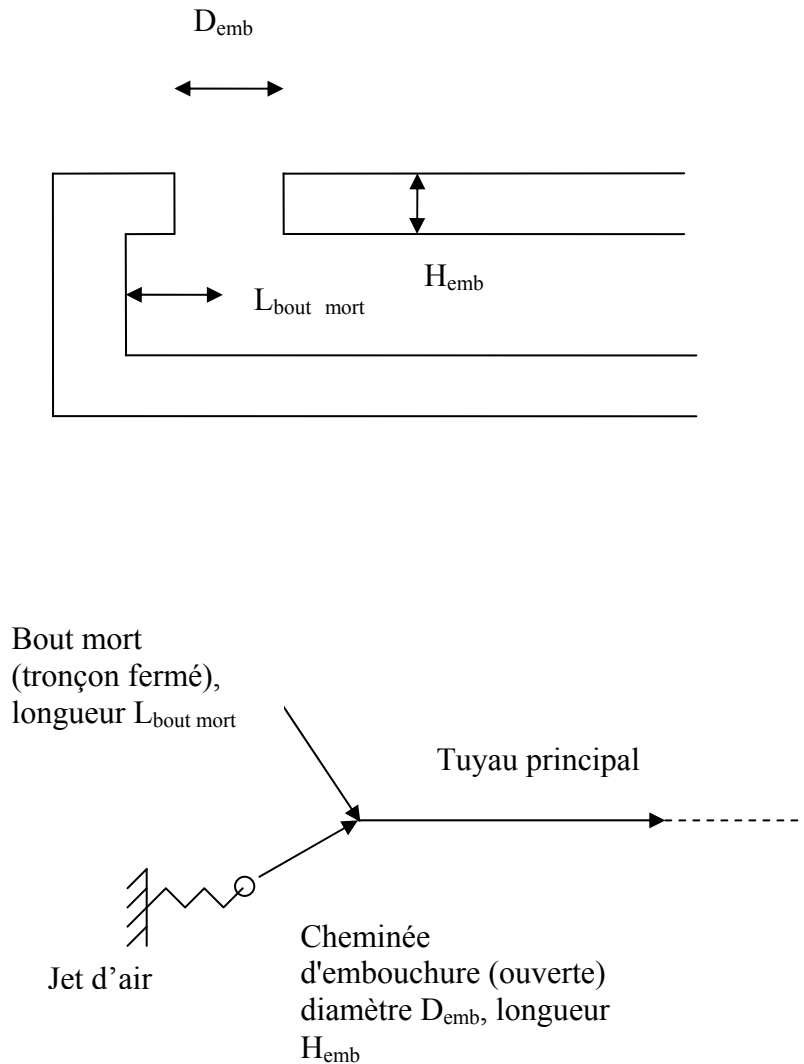 D_emb
H_emb
L_bout mort
Bout mort
(tronçon fermé),
longueur L_bout mort
Tuyau principal
Jet d’air
Cheminée
d'embouchure (ouverte)
diamètre D_emb, longueur
H_emb